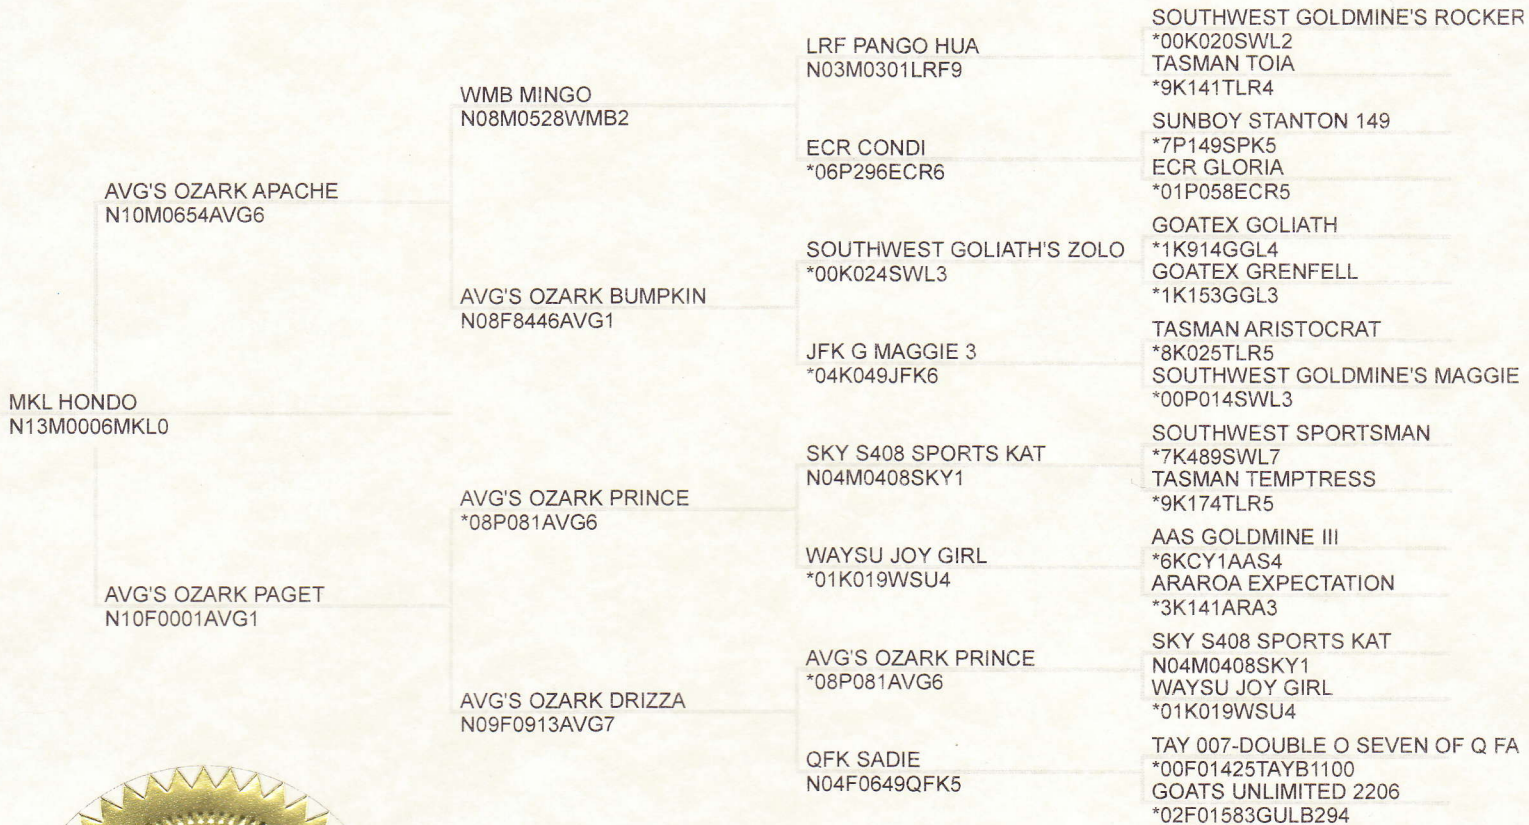 MKL HONDO
N13M0006MKL0
AVG'S OZARK APACHE
N10M0654AVG6
AVG'S OZARK PAGET
N10F0001AVG1
WMB MINGO
N08M0528WMB2
AVG'S OZARK BUMPKIN
N08F8446AVG1
AVG'S OZARK PRINCE
*08P081AVG6
AVG'S OZARK DRIZZA
N09F0913AVG7
LRF PANGO HUA
N03M0301LRF9
ECR CONDI
*06P296ECR6
SOUTHWEST GOLIATH'S ZOLO
*00K024SWL3
JFK G MAGGIE 3
*04K049JFK6
SKY S408 SPORTS KAT
N04M0408SKY1
WAYSU JOY GIRL
*01K019WSU4
AVG'S OZARK PRINCE
*08P081AVG6
QFK SADIE
N04F0649QFK5
SOUTHWEST GOLDMINE'S ROCKER
*00K020SWL2
TASMAN TOIA
*9K141TLR4
SUNBOY STANTON 149
*7P149SPK5
ECR GLORIA
*01P058ECR5
GOATEX GOLIATH
*1K914GGL4
GOATEX GRENFELL
*1K153GGL3
TASMAN ARISTOCRAT
*8K025TLR5
SOUTHWEST GOLDMINE'S MAGGIE
*00P014SWL3
SOUTHWEST SPORTSMAN
*7K489SWL7
TASMAN TEMPTRESS
*9K174TLR5
AAS GOLDMINE III
*6KCY1AAS4
ARAROA EXPECTATION
*3K141ARA3
SKY S408 SPORTS KAT
N04M0408SKY1
WAYSU JOY GIRL
*01K019WSU4
TAY 007-DOUBLE O SEVEN OF Q FA
*00F01425TAYB1100
GOATS UNLIMITED 2206
*02F01583GULB294